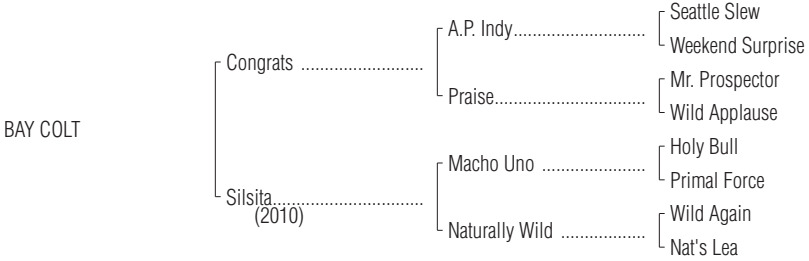 Seattle Slew
A.P. Indy..............................
Weekend Surprise
Congrats ...........................
Mr. Prospector
Praise..................................
Wild Applause
BAY COLT
Holy Bull
Macho Uno .......................
Primal Force
Silsita..................................
(2010)
Wild Again
Naturally Wild ...................
Nat's Lea